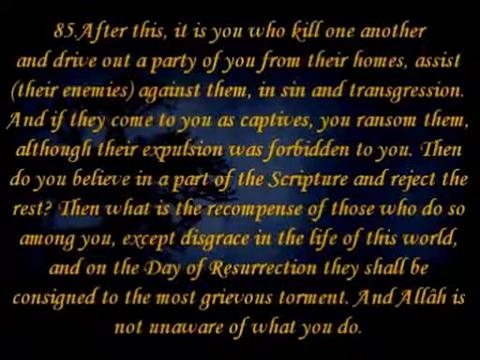 85.After this, it is you who kill one another
and drive out a party of you from their homes, assist
(their enemies) against them, in sin and transgression.
And if they come to you as captives, you ransom them,
although their expulsion was forbidden to you. Then
do you believe in a part of the Scripture and reject the
rest? Then what is the recompense of those who do so
among you, except disgrace in the life of this world,
and on the Day of Resurrection they shall be
consigned to the most grievous torment. And Allâh is
not unaware of what you do.